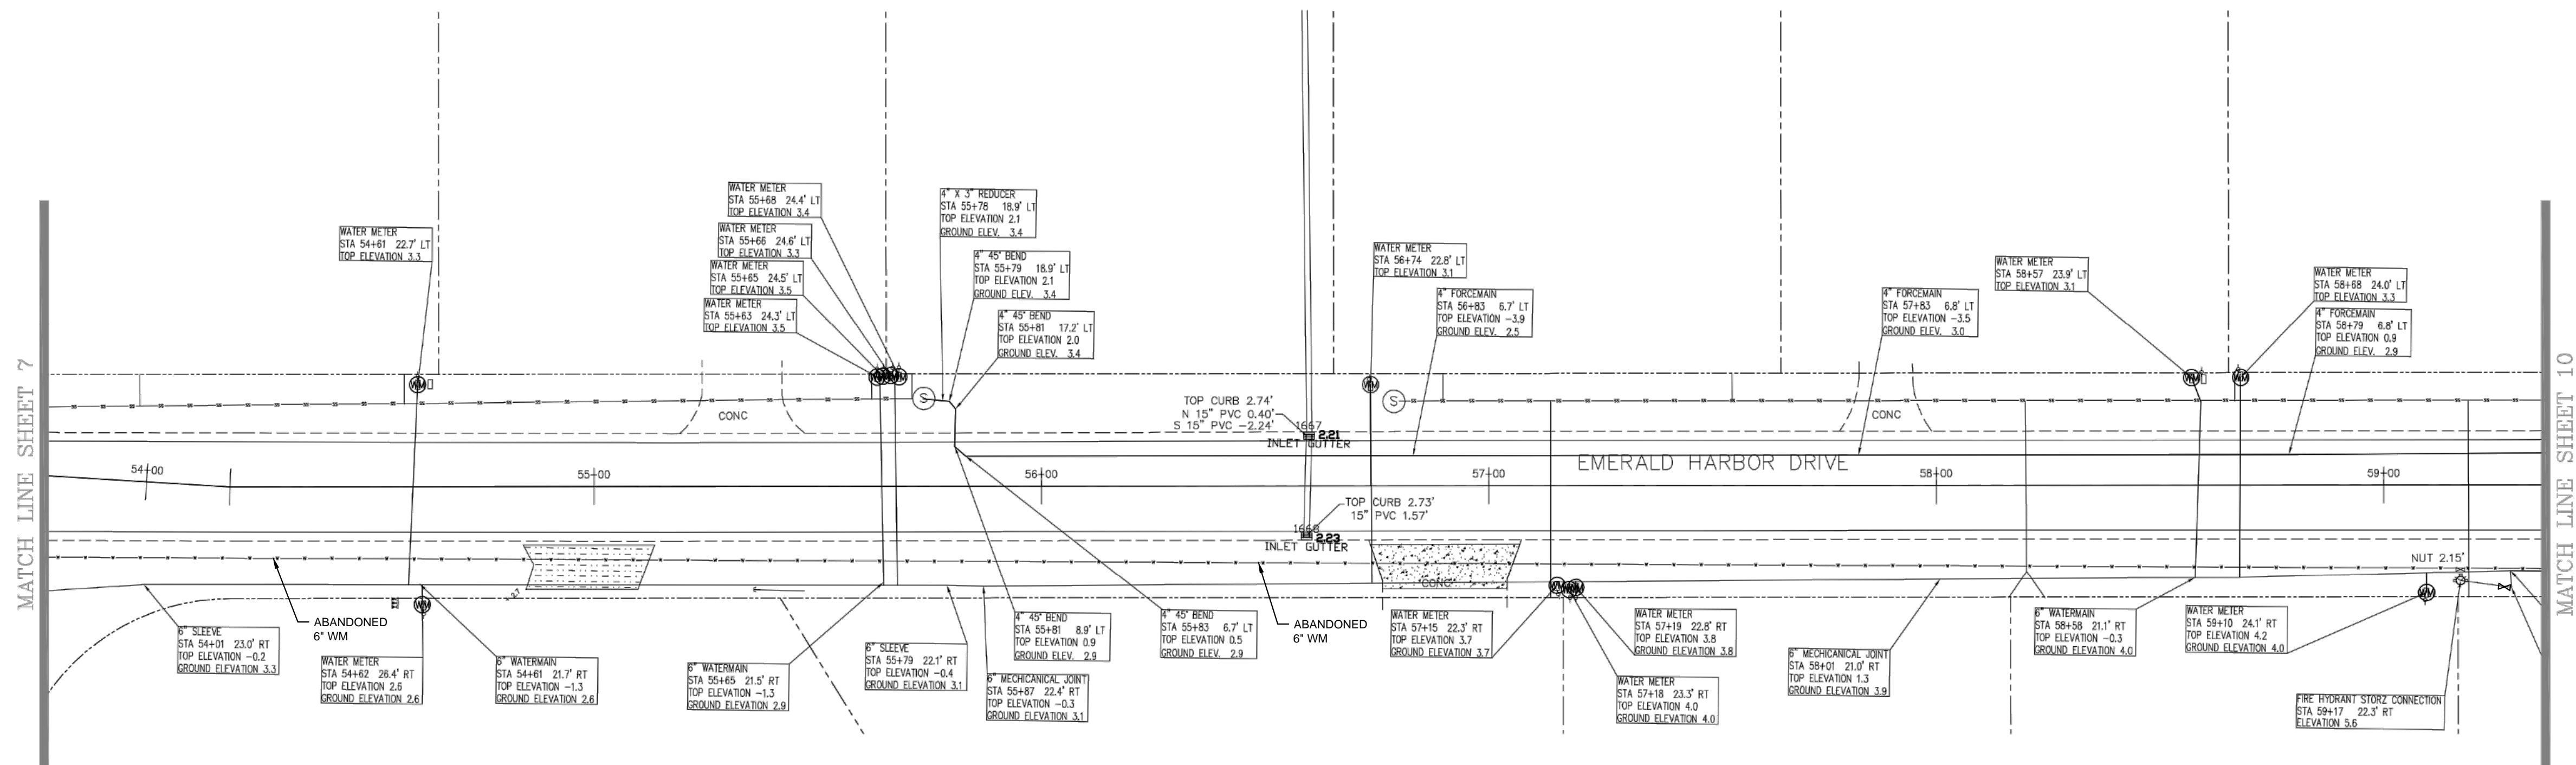 MATCH LINE SHEET 7
WATER METER
STA 54+61 22.7' LT
TOP ELEVATION 3.3
WATER METER
STA 55+68 24.4' LT
TOP ELEVATION 3.4
WATER METER
STA 55+66 24.6' LT
TOP ELEVATION 3.3
WATER METER
STA 55+65 24.5' LT
TOP ELEVATION 3.5
WATER METER
STA 55+63 24.3' LT
TOP ELEVATION 3.5
4" X 3" REDUCER
STA 55+78 18.9' LT
TOP ELEVATION 2.1
GROUND ELEV. 3.4
4" 45° BEND
STA 55+79 18.9' LT
TOP ELEVATION 2.1
GROUND ELEV. 3.4
4" 45° BEND
STA 55+81 17.2' LT
TOP ELEVATION 2.0
GROUND ELEV. 3.4
WATER METER
STA 56+74 22.8' LT
TOP ELEVATION 3.1
4" FORCEMAIN
STA 56+83 6.7' LT
TOP ELEVATION -3.9
GROUND ELEV. 2.5
4" FORCEMAIN
STA 57+83 6.8' LT
TOP ELEVATION -3.5
GROUND ELEV. 3.0
WATER METER
STA 58+57 23.9' LT
TOP ELEVATION 3.1
WATER METER
STA 58+68 24.0' LT
TOP ELEVATION 3.3
4" FORCEMAIN
STA 58+79 6.8' LT
TOP ELEVATION 0.9
GROUND ELEV. 2.9
WM
WM
WM
WM
WM
S
S
CONC
TOP CURB 2.74'
N 15" PVC 0.40'
S 15" PVC -2.24'
1667
2.21
INLET GUTTER
CONC
54+00
55+00
56+00
57+00
EMERALD HARBOR DRIVE
58+00
59+00
TOP CURB 2.73'
15" PVC 1.57'
1668
2.23
INLET GUTTER
NUT 2.15'
CONC
2.7
WM
WM
WM
WM
ABANDONED
6" WM
ABANDONED
6" WM
6" SLEEVE
STA 54+01 23.0' RT
TOP ELEVATION -0.2
GROUND ELEVATION 3.3
WATER METER
STA 54+62 26.4' RT
TOP ELEVATION 2.6
GROUND ELEVATION 2.6
6" WATERMAIN
STA 54+61 21.7' RT
TOP ELEVATION -1.3
GROUND ELEVATION 2.6
6" WATERMAIN
STA 55+65 21.5' RT
TOP ELEVATION -1.3
GROUND ELEVATION 2.9
6" SLEEVE
STA 55+79 22.1' RT
TOP ELEVATION -0.4
GROUND ELEVATION 3.1
6" MECHICANICAL JOINT
STA 55+87 22.4' RT
TOP ELEVATION -0.3
GROUND ELEVATION 3.1
4" 45° BEND
STA 55+81 8.9' LT
TOP ELEVATION 0.9
GROUND ELEV. 2.9
4" 45° BEND
STA 55+83 6.7' LT
TOP ELEVATION 0.5
GROUND ELEV. 2.9
WATER METER
STA 57+15 22.3' RT
TOP ELEVATION 3.7
GROUND ELEVATION 3.7
WATER METER
STA 57+19 22.8' RT
TOP ELEVATION 3.8
GROUND ELEVATION 3.8
WATER METER
STA 57+18 23.3' RT
TOP ELEVATION 4.0
GROUND ELEVATION 4.0
6" MECHICANICAL JOINT
STA 58+01 21.0' RT
TOP ELEVATION 1.3
GROUND ELEVATION 3.9
6" WATERMAIN
STA 58+58 21.1' RT
TOP ELEVATION -0.3
GROUND ELEVATION 4.0
WATER METER
STA 59+10 24.1' RT
TOP ELEVATION 4.2
GROUND ELEVATION 4.0
FIRE HYDRANT STORZ CONNECTION
STA 59+17 22.3' RT
ELEVATION 5.6
MATCH LINE SHEET 10